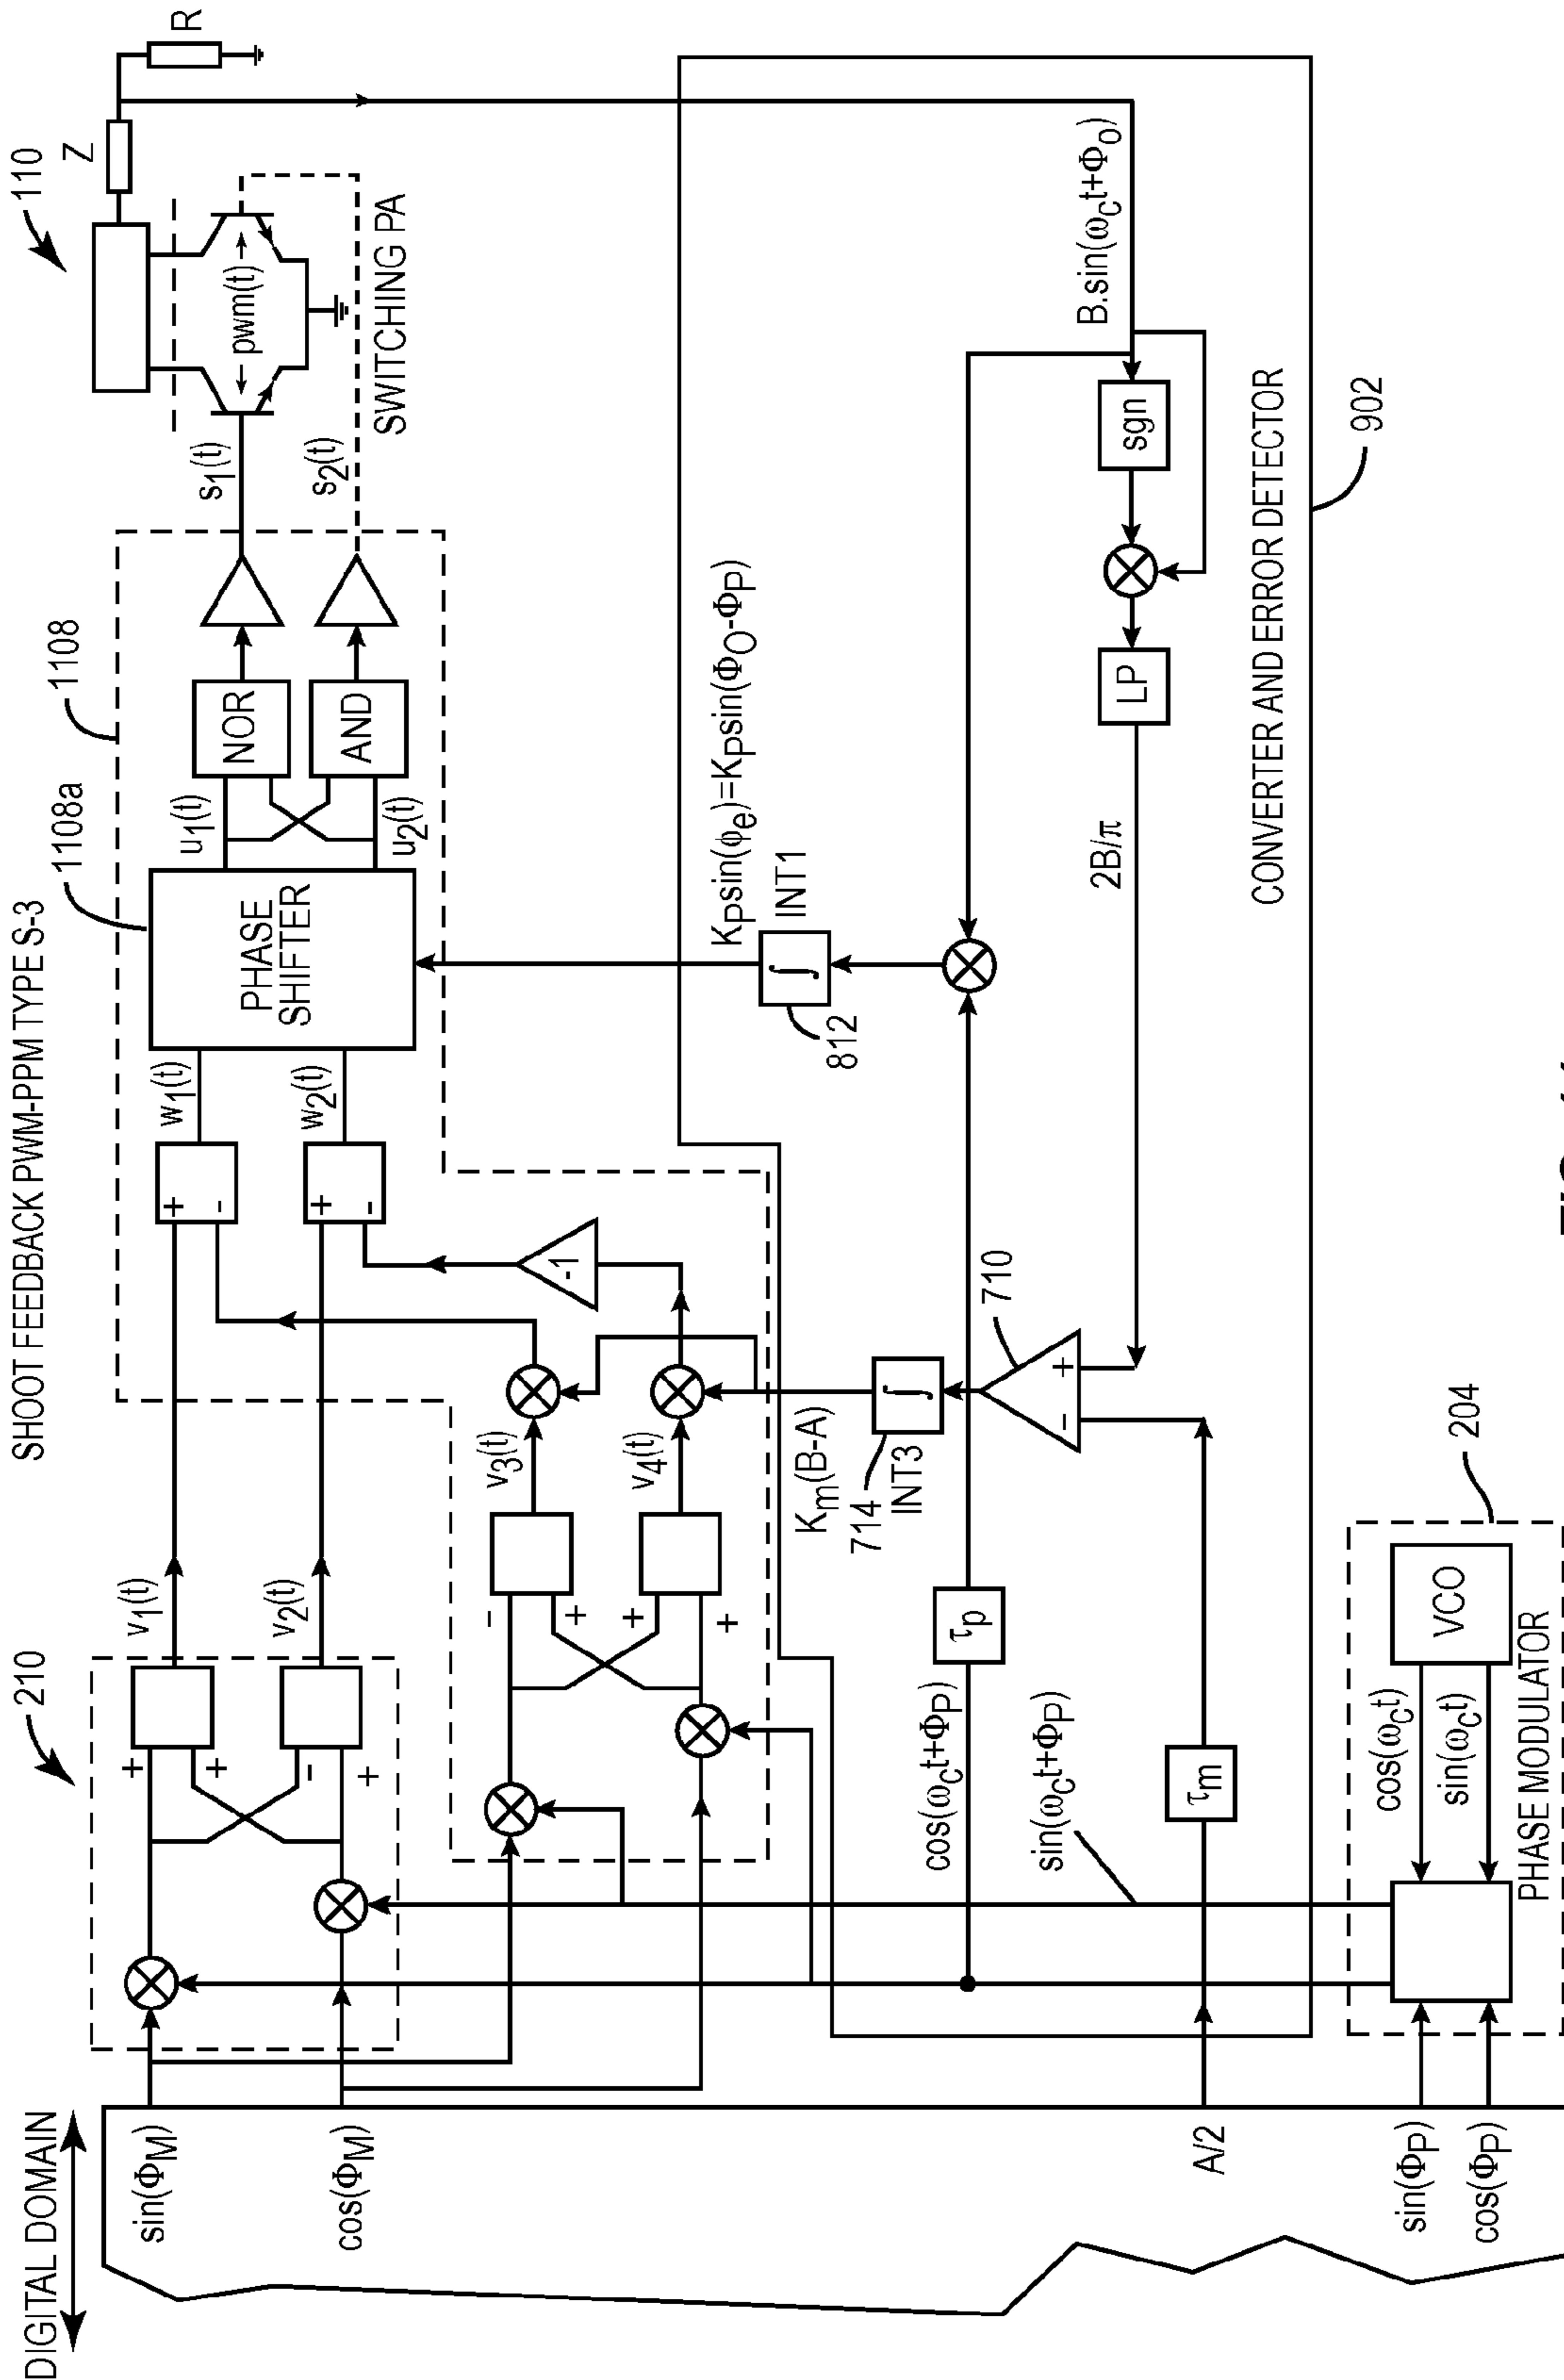 SHOOT FEEDBACK PWM-PPM TYPE S-3
DIGITAL DOMAIN
sin(ΦM)
cos(ΦM)
A/2
sin(ΦP)
cos(ΦP)
210
+
+
-
+
v1(t)
v2(t)
-
+
+
+
v3(t)
v4(t)
-1
+
-
+
-
w1(t)
w2(t)
PHASE
SHIFTER
1108a
1108
u1(t)
u2(t)
NOR
AND
s1(t)
s2(t)
pwm(t)
SWITCHING PA
110
Z
R
Km(B-A)
714
INT3
∫
710
-
+
KPsin(ϕe)=KPsin(ΦO-ΦP)
INT1
∫
812
cos(ωct+ΦP)
sin(ωct+ΦP)
τp
τm
2B/π
LP
sgn
B.sin(ωct+Φo)
CONVERTER AND ERROR DETECTOR
902
cos(ωct)
sin(ωct)
VCO
PHASE MODULATOR
204